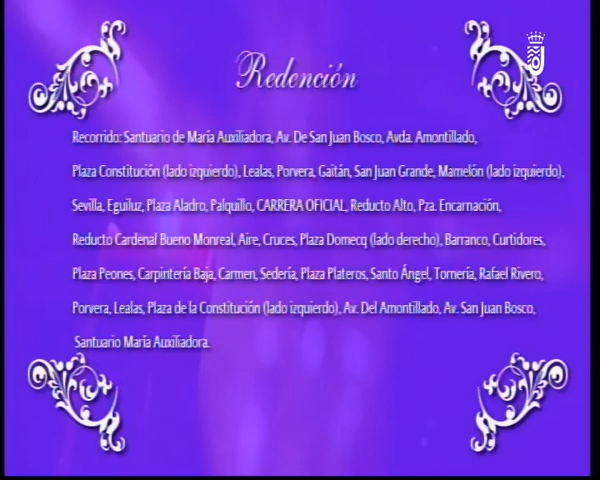 Redención
Recorrido: Santuario de María Auxiliadora, Av. De San Juan Bosco, Avda. Amontillado,
Plaza Constitución (lado izquierdo), Lealas, Porvera, Gaitán, San Juan Grande, Mamelón (lado izquierdo),
Sevilla, Eguiluz, Plaza Aladro, Palquillo, CARRERA OFICIAL, Reducto Alto, Pza. Encarnación,
Reducto Cardenal Bueno Monreal, Aire, Cruces, Plaza Domecq (lado derecho), Barranco, Curtidores,
Plaza Peones, Carpintería Baja, Carmen, Sedería, Plaza Plateros, Santo Ángel, Tornería, Rafael Rivero,
Porvera, Lealas, Plaza de la Constitución (lado izquierdo), Av. Del Amontillado, Av. San Juan Bosco,
Santuario María Auxiliadora.